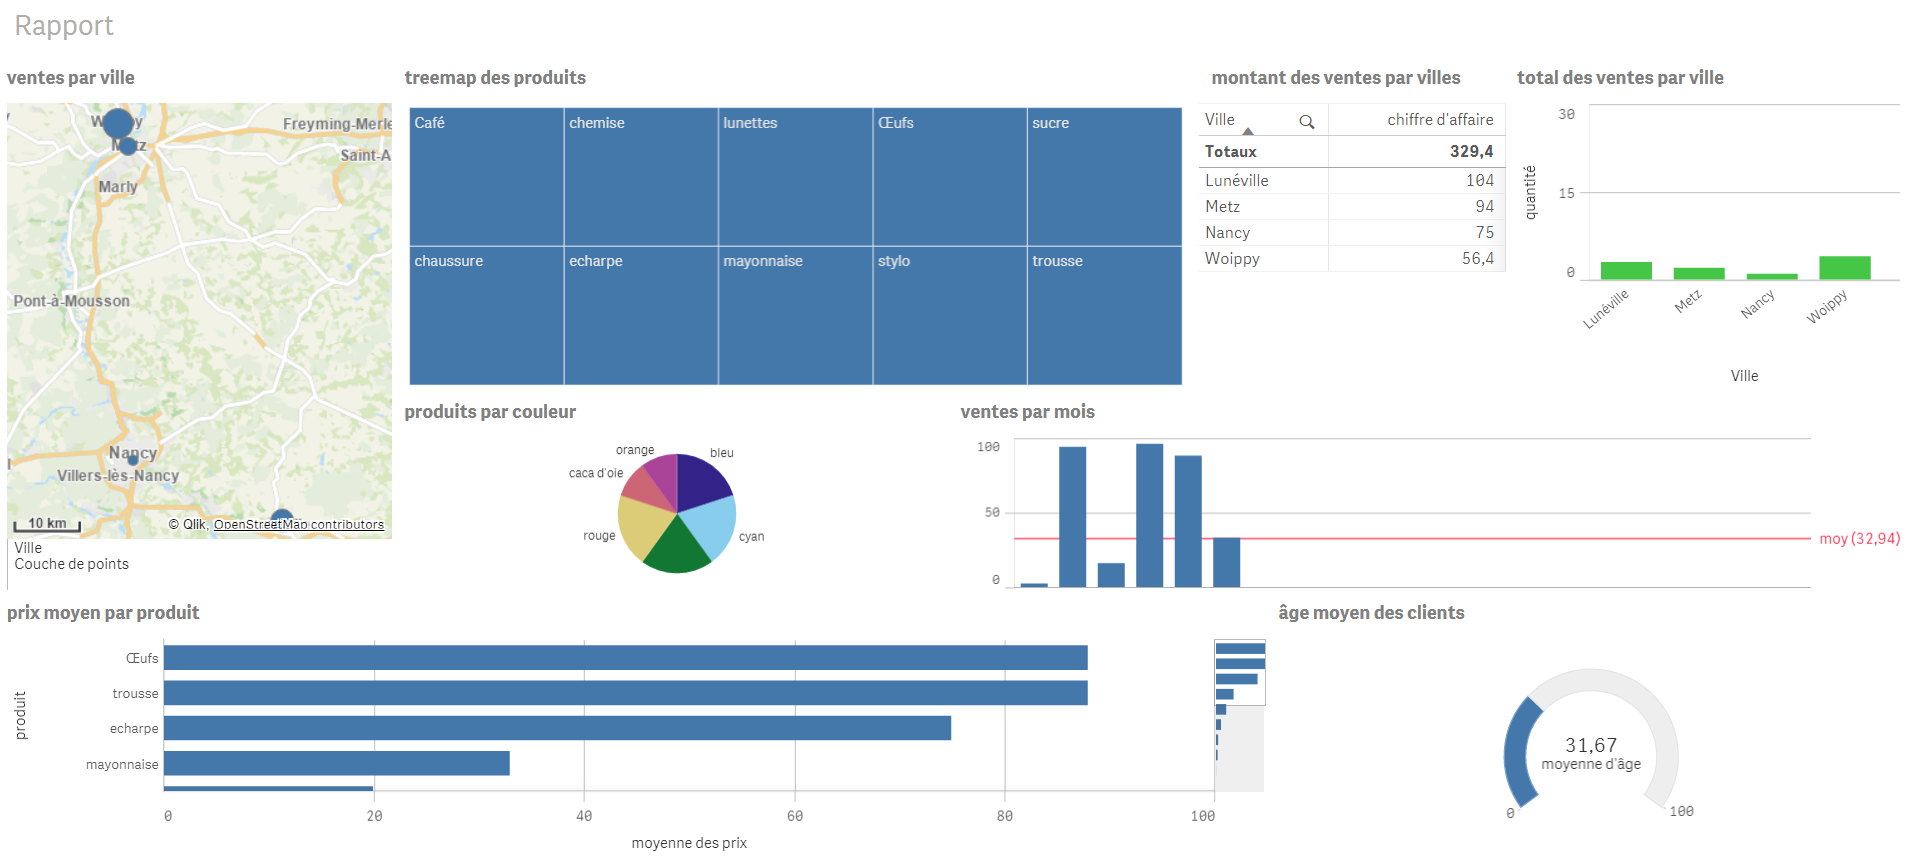 Rapport
ventes par ville
Marly
Freyming-Merle
Saint-A
Pont-à-Mousson
Nancy
Villers-lès-Nancy
10 km
© Qlik, OpenStreetMap contributors
Ville
Couche de points
treemap des produits
Café
chemise
lunettes
Œufs
sucre
chaussure
echarpe
mayonnaise
stylo
trousse
montant des ventes par villes
Ville chiffre d'affaire
Totaux 329,4
Lunéville 104
Metz 94
Nancy 75
Woippy 56,4
total des ventes par ville
quantité
30
15
0
Lunéville
Metz
Nancy
Woippy
Ville
produits par couleur
orange
bleu
caca d'oie
rouge
cyan
ventes par mois
100
50
0
moy (32,94)
prix moyen par produit
produit
Œufs
trousse
echarpe
mayonnaise
0 20 40 60 80 100
moyenne des prix
âge moyen des clients
31,67
moyenne d'âge
0
100